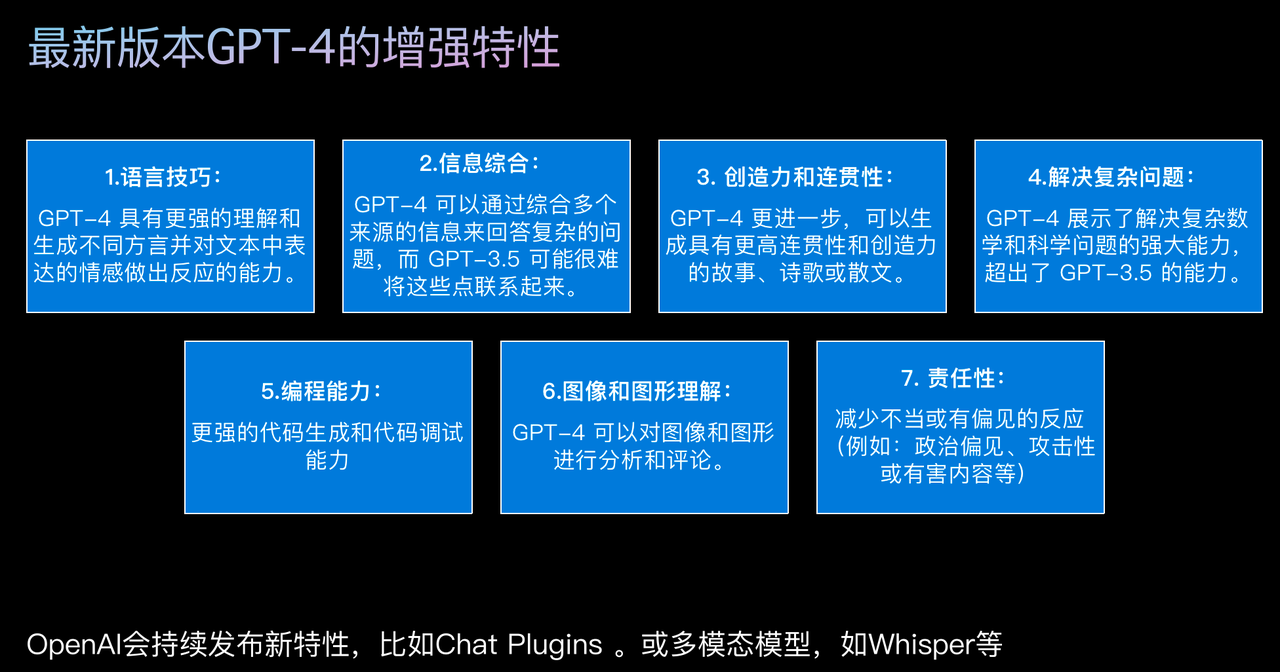 最新版本GPT-4的增强特性
1.语言技巧：
GPT-4 具有更强的理解和
生成不同方言并对文本中表
达的情感做出反应的能力。
2.信息综合：
GPT-4 可以通过综合多个
来源的信息来回答复杂的问
题，而 GPT-3.5 可能很难
将这些点联系起来。
3. 创造力和连贯性：
GPT-4 更进一步，可以生
成具有更高连贯性和创造力
的故事、诗歌或散文。
4.解决复杂问题：
GPT-4 展示了解决复杂数
学和科学问题的强大能力，
超出了 GPT-3.5 的能力。
5.编程能力：
更强的代码生成和代码调试
能力
6.图像和图形理解：
GPT-4 可以对图像和图形
进行分析和评论。
7. 责任性：
减少不当或有偏见的反应
（例如：政治偏见、攻击性
或有害内容等）
OpenAI会持续发布新特性，比如Chat Plugins 。或多模态模型，如Whisper等